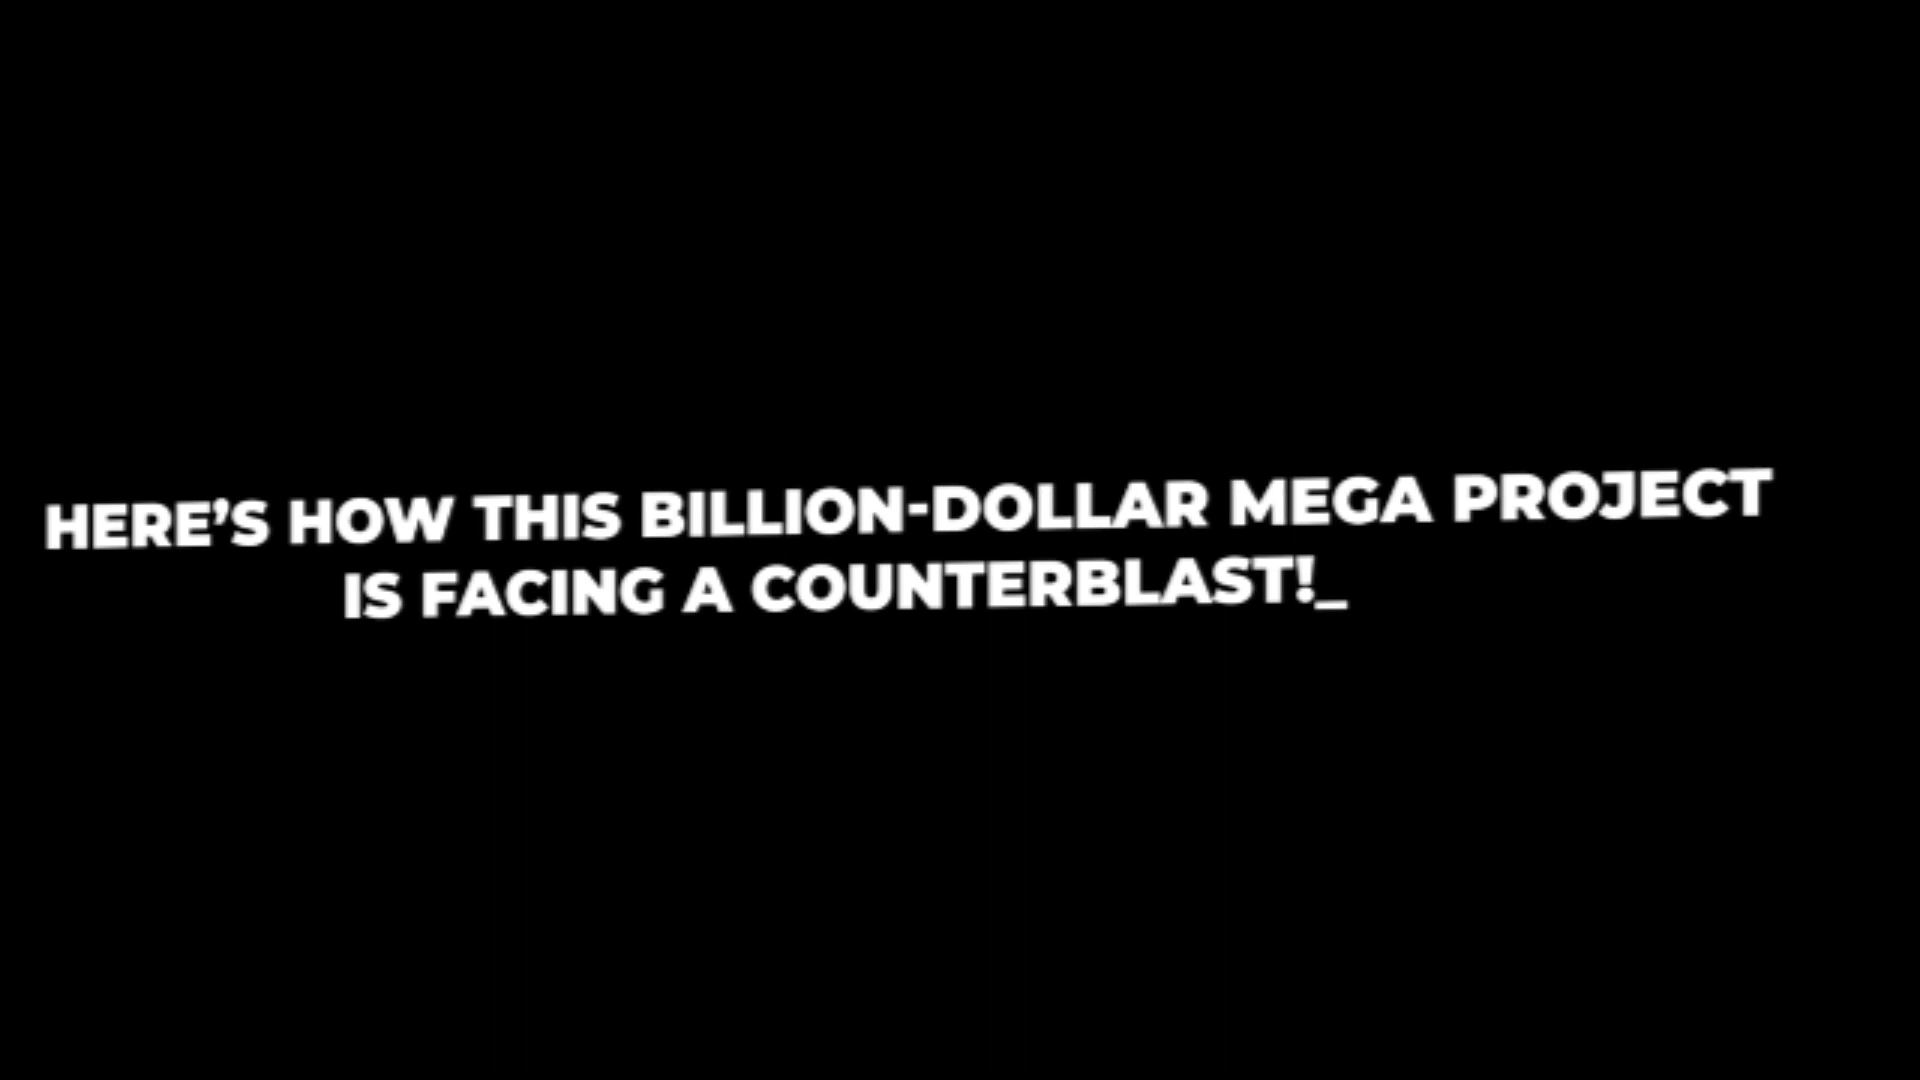 HERE’S HOW THIS BILLION-DOLLAR MEGA PROJECT
IS FACING A COUNTERBLAST!_